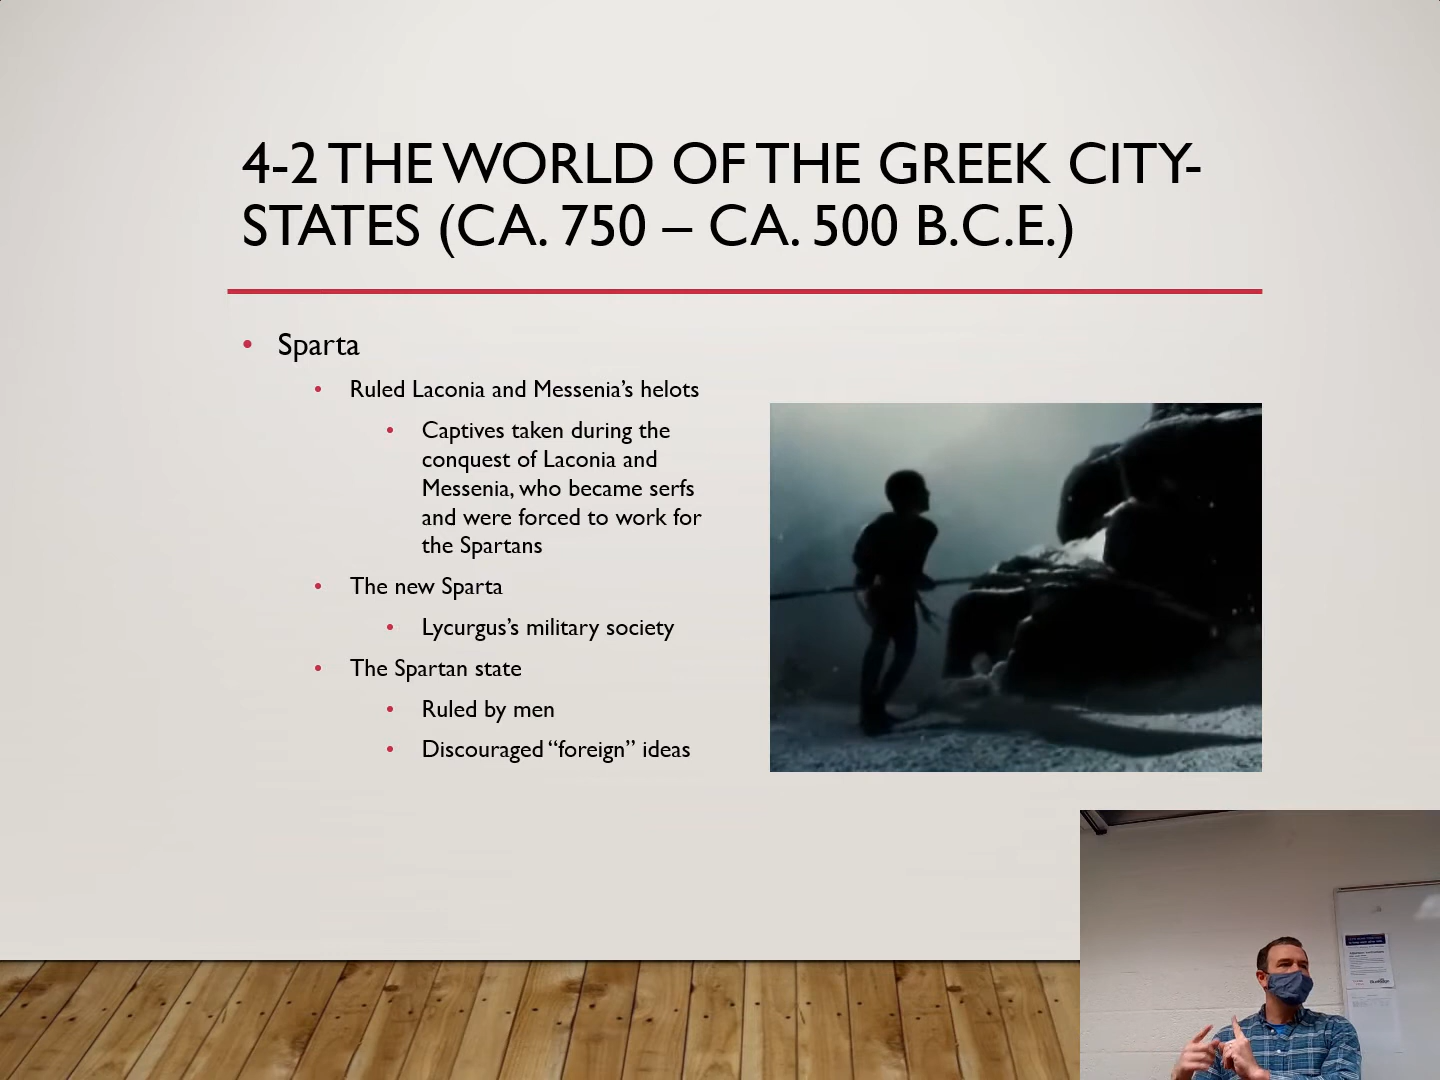 4-2 THE WORLD OF THE GREEK CITY-
STATES (CA. 750 – CA. 500 B.C.E.)
• Sparta
• Ruled Laconia and Messenia’s helots
• Captives taken during the
conquest of Laconia and
Messenia, who became serfs
and were forced to work for
the Spartans
• The new Sparta
• Lycurgus’s military society
• The Spartan state
• Ruled by men
• Discouraged “foreign” ideas